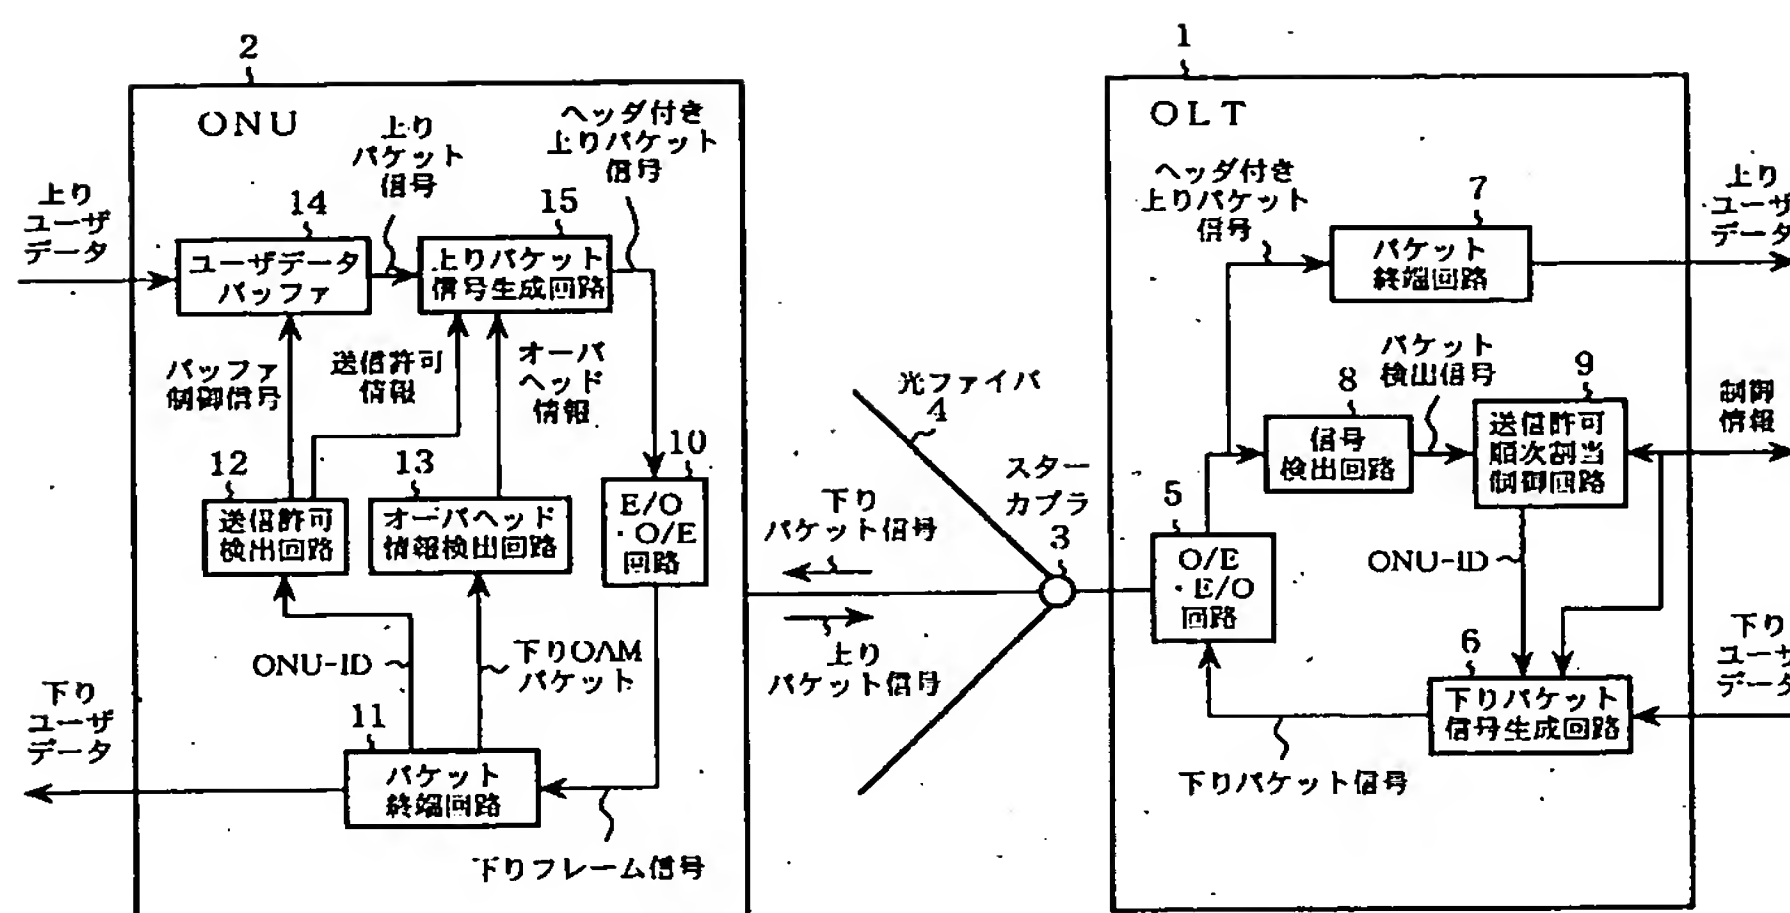 2
ONU
上り
パケット
信号
ヘッダ付き
上りパケット
信号
上り
ユーザ
データ
14
ユーザデータ
バッファ
15
上りパケット
信号生成回路
バッファ
制御信号
送信許可
情報
オーバ
ヘッド
情報
12
送信許可
検出回路
13
オーバヘッド
情報検出回路
10
E/O
・O/E
回路
ONU-ID
下りOAM
パケット
下り
ユーザ
データ
11
パケット
終端回路
下りフレーム信号
光ファイバ
4
スター
カプラ
3
下り
パケット信号
上り
パケット信号
1
OLT
ヘッダ付き
上りパケット
信号
7
パケット
終端回路
上り
ユーザ
データ
パケット
検出信号
8
信号
検出回路
9
送信許可
順次割当
制御回路
制御
情報
5
O/E
・E/O
回路
ONU-ID
6
下りパケット
信号生成回路
下り
ユーザ
データ
下りパケット信号